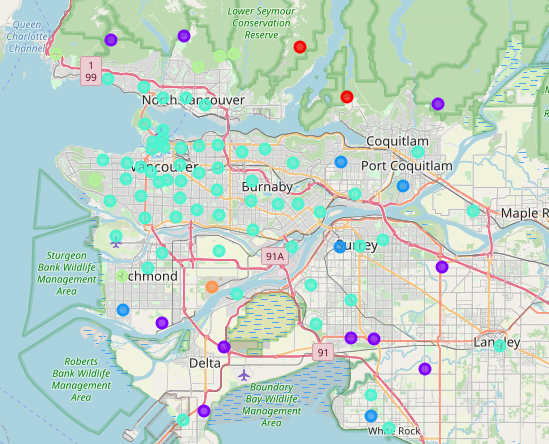 Queen
Charlotte
Channel
Lower Seymour
Conservation
Reserve
1
99
North Vancouver
Coquitlam
Port Coquitlam
Vancouver
Burnaby
Maple R
Sturgeon
Bank Wildlife
Management
Area
91A
Surrey
chmond
Roberts
Bank Wildlife
Management
Area
Delta
91
Langley
Boundary
Bay Wildlife
Management
Area
White Rock